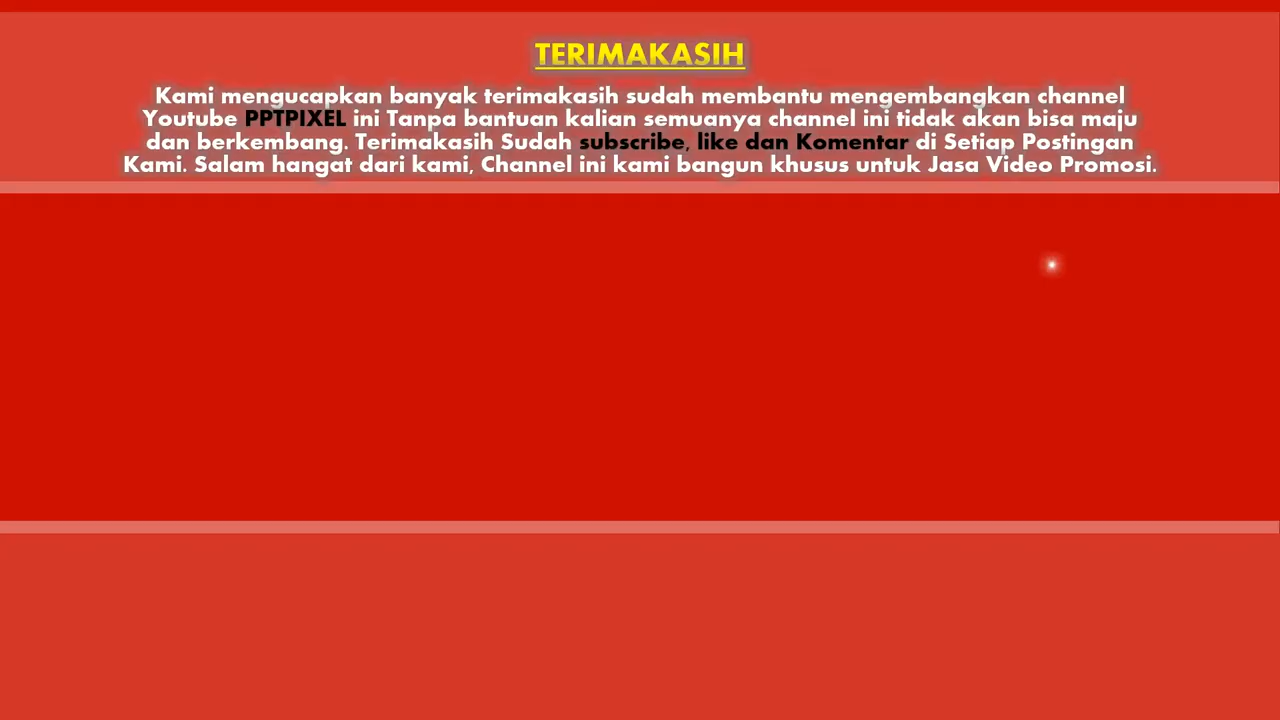 TERIMAKASIH
Kami mengucapkan banyak terimakasih sudah membantu mengembangkan channel
Youtube PPTPIXEL ini Tanpa bantuan kalian semuanya channel ini tidak akan bisa maju
dan berkembang. Terimakasih Sudah subscribe, like dan Komentar di Setiap Postingan
Kami. Salam hangat dari kami, Channel ini kami bangun khusus untuk Jasa Video Promosi.